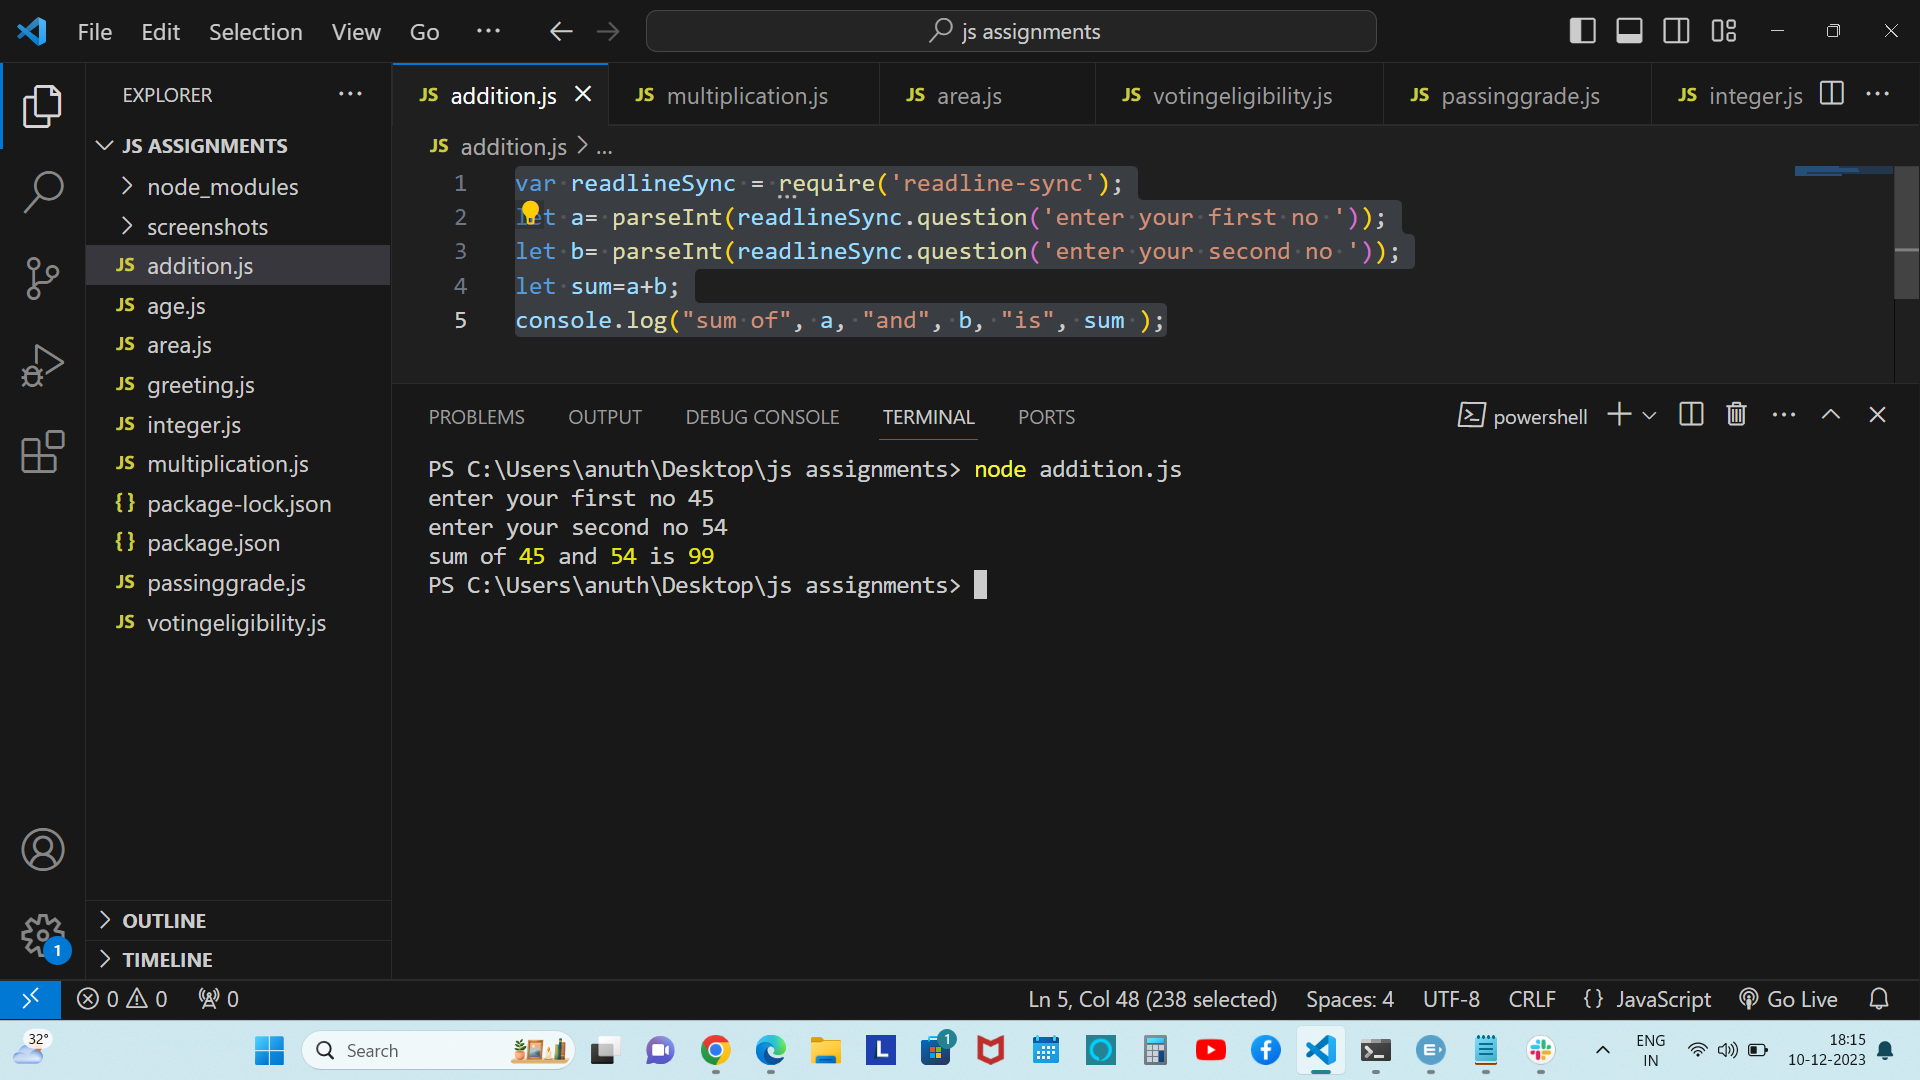 File Edit Selection View Go ... js assignments
EXPLORER
JS ASSIGNMENTS
node_modules
screenshots
JS addition.js
JS age.js
JS area.js
JS greeting.js
JS integer.js
JS multiplication.js
{} package-lock.json
{} package.json
JS passinggrade.js
JS votingeligibility.js
OUTLINE
TIMELINE
JS addition.js JS multiplication.js JS area.js JS votingeligibility.js JS passinggrade.js JS integer.js
JS addition.js > ...
1 var readlineSync = require('readline-sync');
2 let a= parseInt(readlineSync.question('enter your first no '));
3 let b= parseInt(readlineSync.question('enter your second no '));
4 let sum=a+b;
5 console.log("sum of", a, "and", b, "is", sum );
PROBLEMS OUTPUT DEBUG CONSOLE TERMINAL PORTS powershell
PS C:\Users\anuth\Desktop\js assignments> node addition.js
enter your first no 45
enter your second no 54
sum of 45 and 54 is 99
PS C:\Users\anuth\Desktop\js assignments>
1
0 0 0 Ln 5, Col 48 (238 selected) Spaces: 4 UTF-8 CRLF {} JavaScript Go Live
32° Search L 1 ENG 18:15
IN 10-12-2023